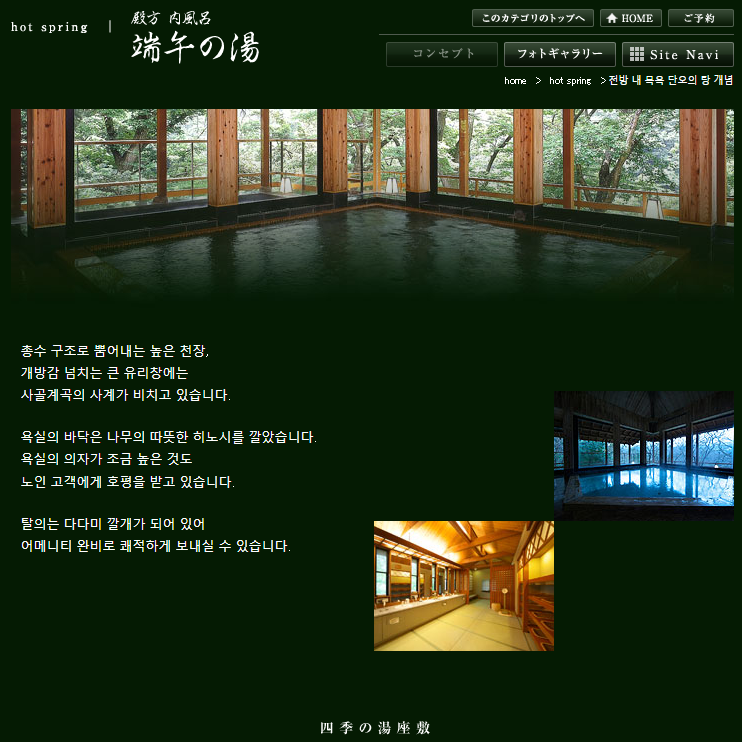 hot spring
殿方 内風呂
端午の湯
このカテゴリのトップへ
HOME
ご予約
コンセプト
フォトギャラリー
Site Navi
home > hot spring > 전방 내 목욕 단오의 탕 개념
총수 구조로 뿜어내는 높은 천장,
개방감 넘치는 큰 유리창에는
사골계곡의 사계가 비치고 있습니다.
욕실의 바닥은 나무의 따뜻한 히노시를 깔았습니다.
욕실의 의자가 조금 높은 것도
노인 고객에게 호평을 받고 있습니다.
탈의는 다다미 깔개가 되어 있어
어메니티 완비로 쾌적하게 보내실 수 있습니다.
四季の湯座敷